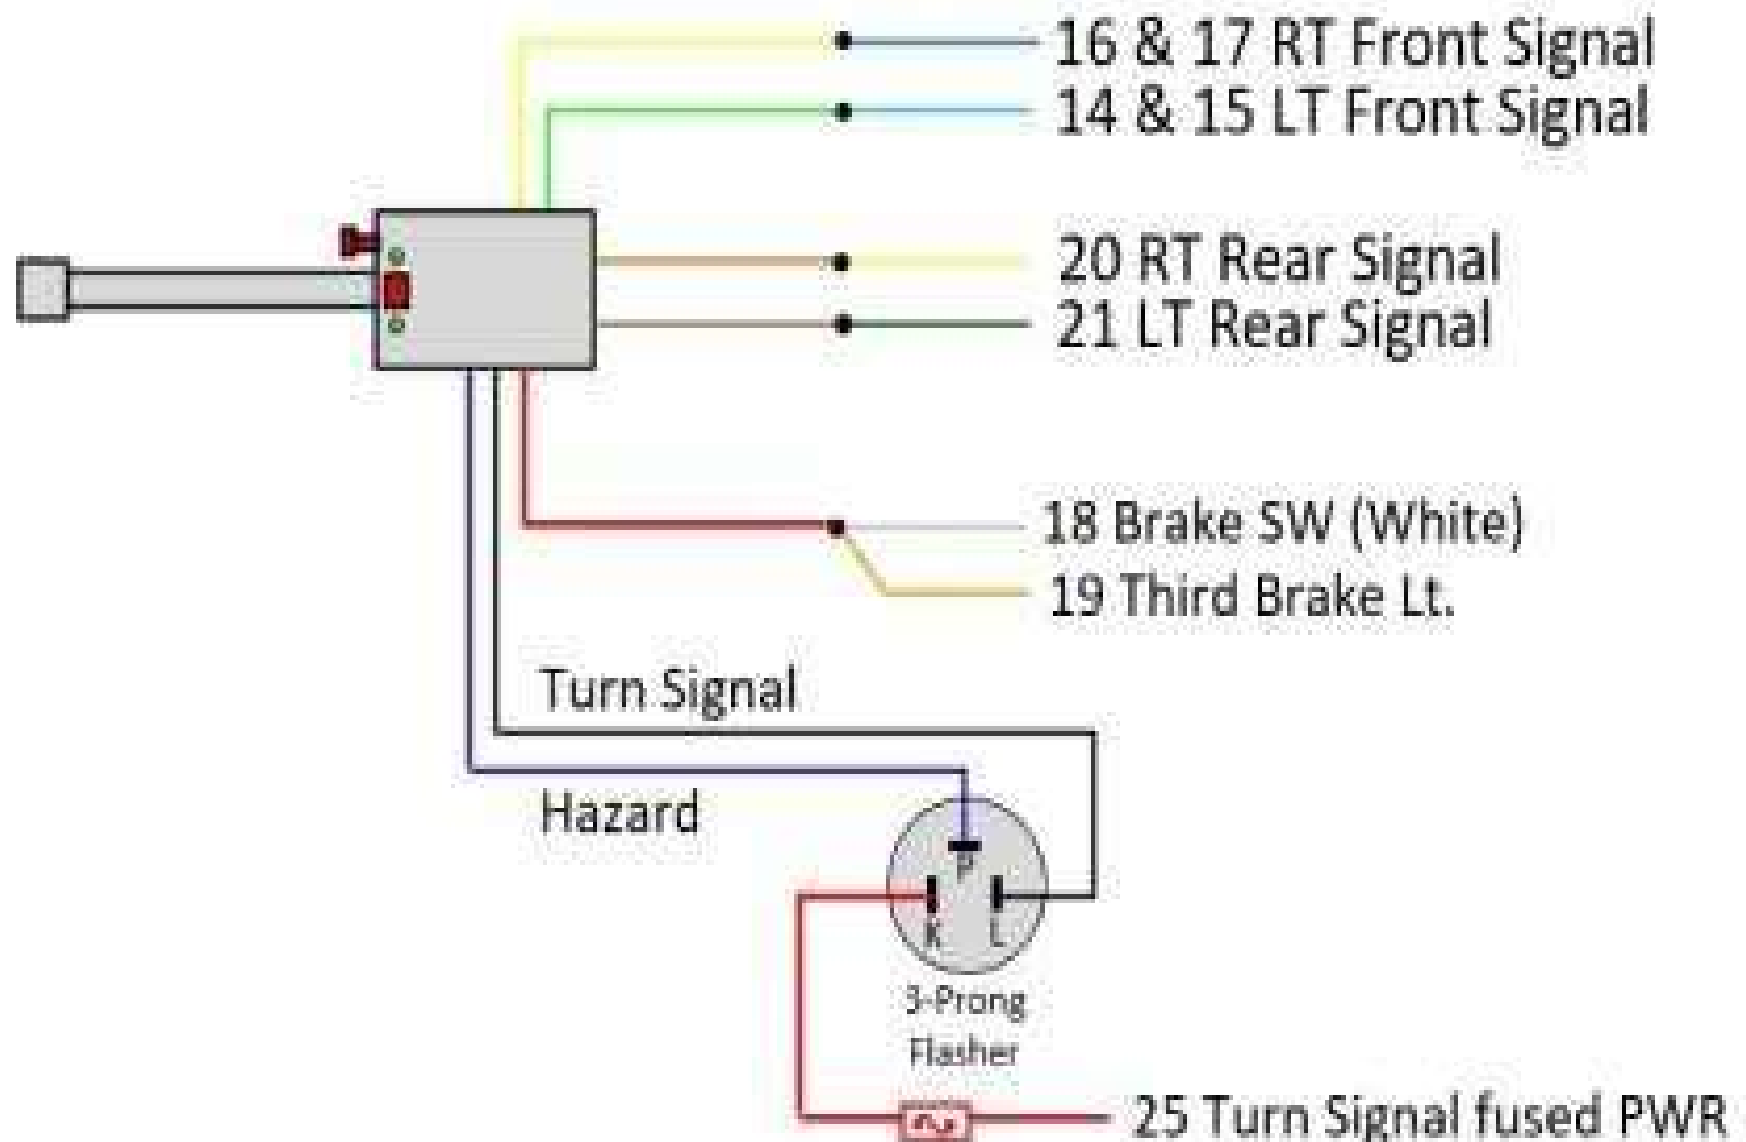 16 & 17 RT Front Signal
14 & 15 LT Front Signal
20 RT Rear Signal
21 LT Rear Signal
18 Brake SW (White)
19 Third Brake Lt.
Turn Signal
Hazard
P
K L
3-Prong
Flasher
25 Turn Signal fused PWR